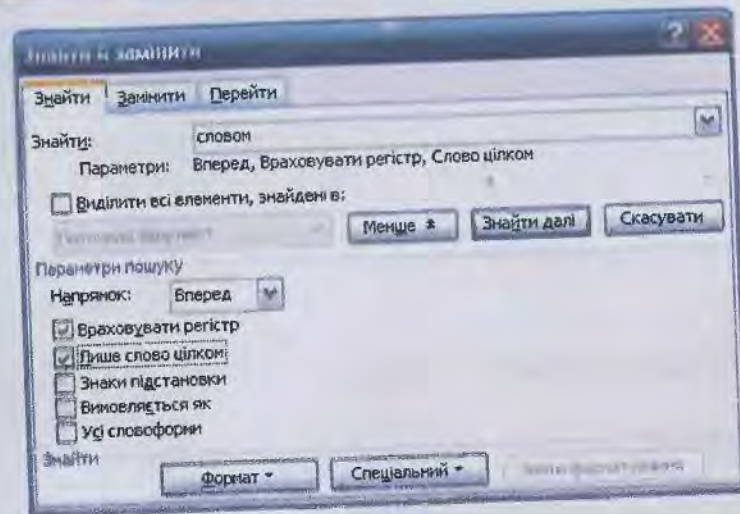 Знайти й замінити
Знайти Замінити Перейти
Знайти: словом
Параметри: Вперед, Враховувати регістр, Слово цілком
Виділити всі елементи, знайдені в:
Менше Знайти далі Скасувати
Параметри пошуку
Напрямок: Вперед
Враховувати регістр
Лише слово цілком
Знаки підстановки
Вимовляється як
Усі словоформи
Знайти
Формат Спеціальний